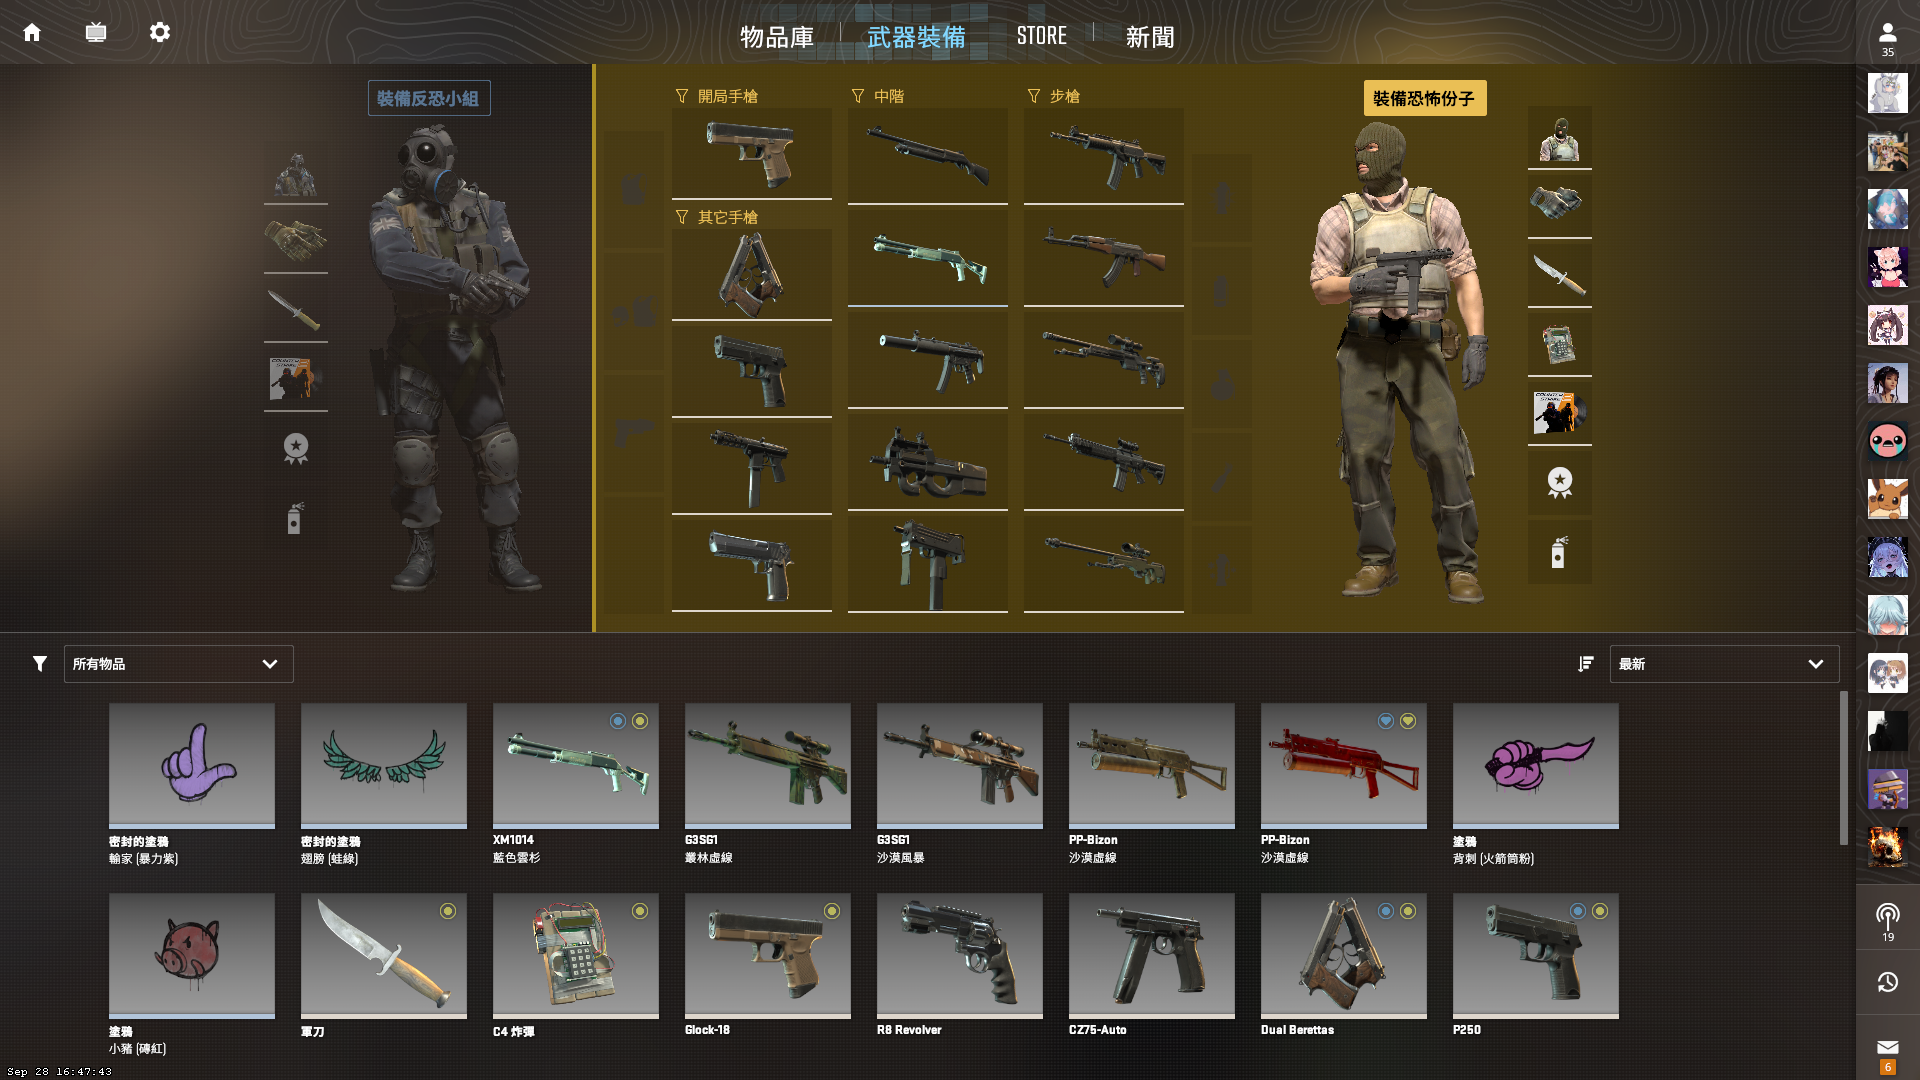 物品庫
武器裝備
STORE
新聞
35
裝備反恐小組
開局手槍
中階
步槍
裝備恐怖份子
其它手槍
所有物品
最新
密封的塗鴉
輸家 (暴力紫)
密封的塗鴉
翅膀 (蛙綠)
XM1014
藍色雲杉
G3SG1
叢林虛線
G3SG1
沙漠風暴
PP-Bizon
沙漠虛線
PP-Bizon
沙漠虛線
塗鴉
背刺 (火箭筒粉)
塗鴉
小豬 (磚紅)
軍刀
C4 炸彈
Glock-18
R8 Revolver
CZ75-Auto
Dual Berettas
P250
19
6
Sep 28 16:47:43